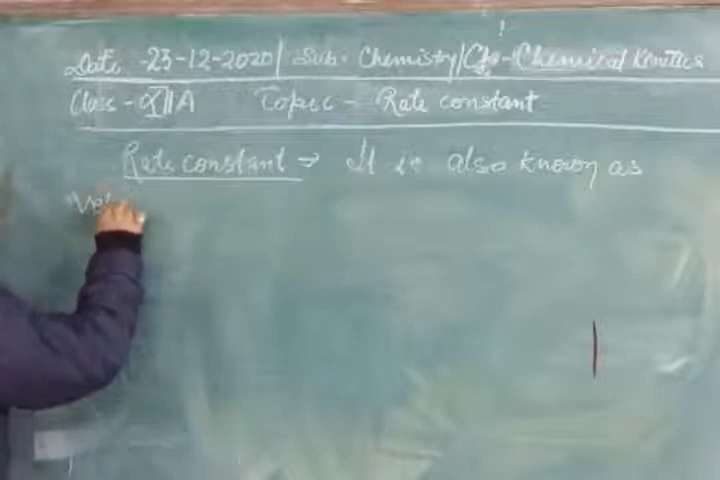 Date - 23-12-2020 / Sub - Chemistry / Ch - Chemical Kinetics
Class - XII A Topic - Rate constant
Rate constant → It is also known as
"Vel